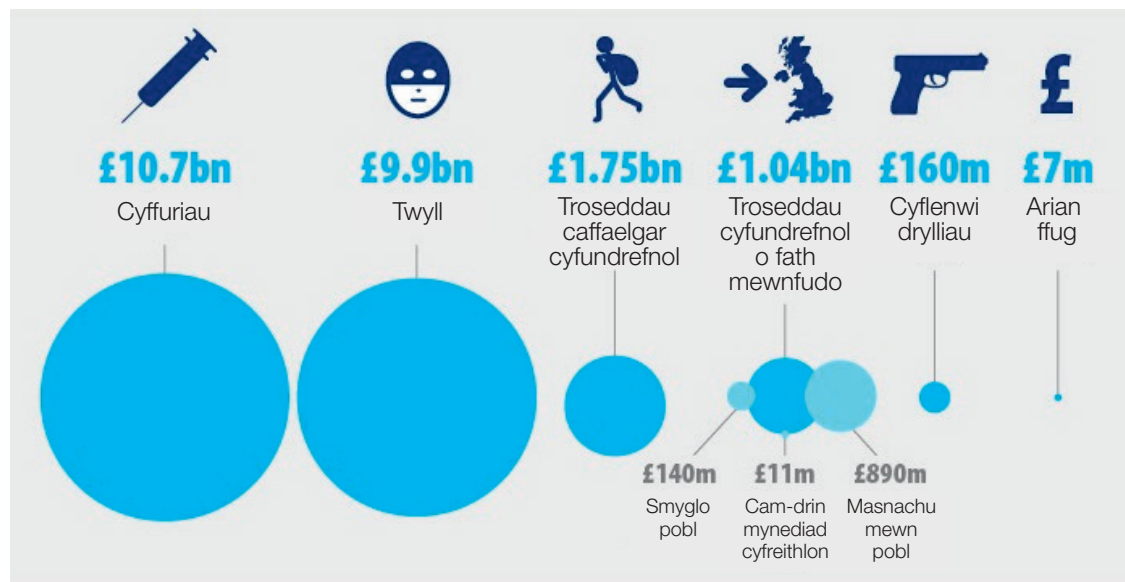 £
£10.7bn
Cyffuriau
£9.9bn
Twyll
£1.75bn
Troseddau
caffaelgar
cyfundrefnol
£1.04bn
Troseddau
cyfundrefnol
o fath
mewnfudo
£160m
Cyflenwi
drylliau
£7m
Arian
ffug
£140m
Smyglo
pobl
£11m
Cam-drin
mynediad
cyfreithlon
£890m
Masnachu
mewn
pobl